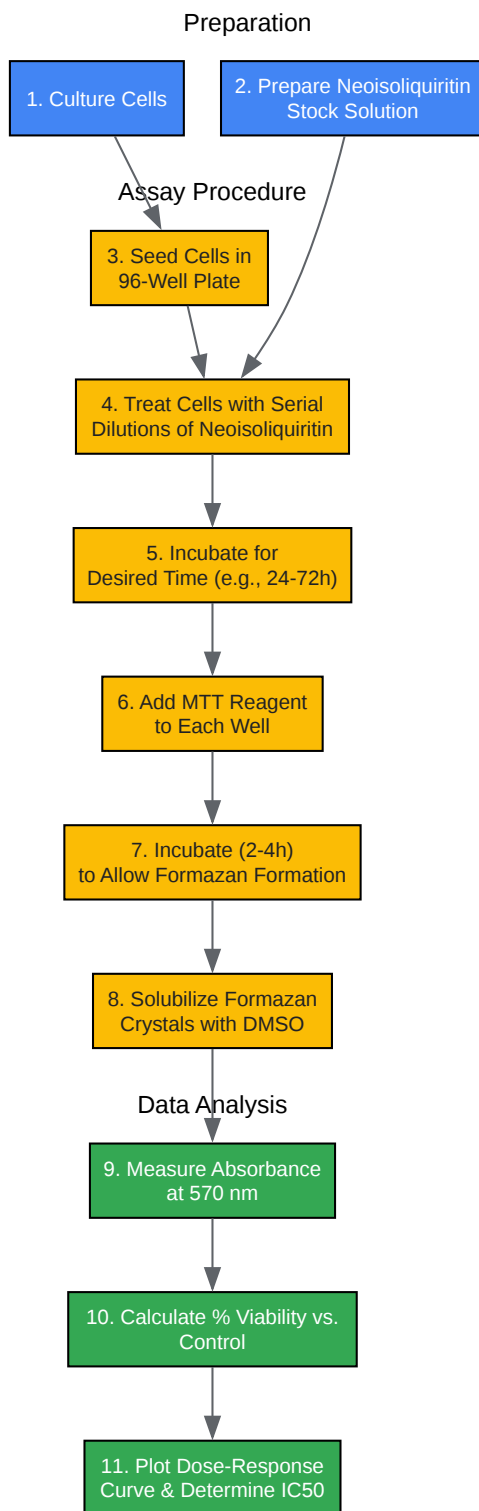 Preparation
1. Culture Cells
2. Prepare Neoisoliquiritin
Stock Solution
Assay Procedure
3. Seed Cells in
96-Well Plate
4. Treat Cells with Serial
Dilutions of Neoisoliquiritin
5. Incubate for
Desired Time (e.g., 24-72h)
6. Add MTT Reagent
to Each Well
7. Incubate (2-4h)
to Allow Formazan Formation
8. Solubilize Formazan
Crystals with DMSO
Data Analysis
9. Measure Absorbance
at 570 nm
10. Calculate % Viability vs.
Control
11. Plot Dose-Response
Curve & Determine IC50